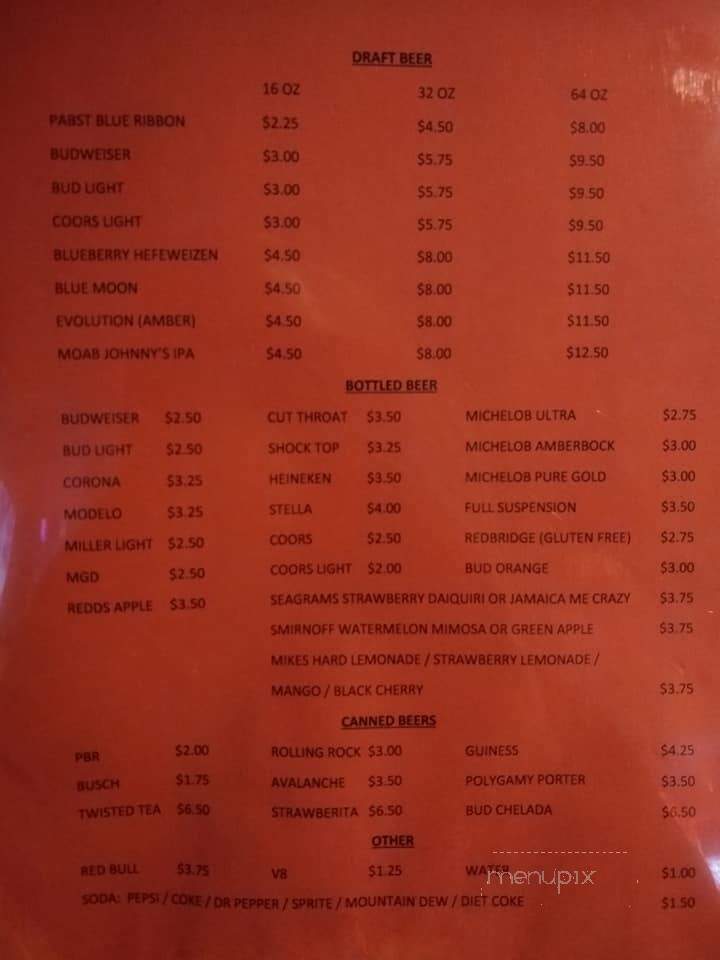 DRAFT BEER
16 OZ 32 OZ 64 OZ
PABST BLUE RIBBON $2.25 $4.50 $8.00
BUDWEISER $3.00 $5.75 $9.50
BUD LIGHT $3.00 $5.75 $9.50
COORS LIGHT $3.00 $5.75 $9.50
BLUEBERRY HEFEWEIZEN $4.50 $8.00 $11.50
BLUE MOON $4.50 $8.00 $11.50
EVOLUTION (AMBER) $4.50 $8.00 $11.50
MOAB JOHNNY'S IPA $4.50 $8.00 $12.50
BOTTLED BEER
BUDWEISER $2.50 CUT THROAT $3.50 MICHELOB ULTRA $2.75
BUD LIGHT $2.50 SHOCK TOP $3.25 MICHELOB AMBERBOCK $3.00
CORONA $3.25 HEINEKEN $3.50 MICHELOB PURE GOLD $3.00
MODELO $3.25 STELLA $4.00 FULL SUSPENSION $3.50
MILLER LIGHT $2.50 COORS $2.50 REDBRIDGE (GLUTEN FREE) $2.75
MGD $2.50 COORS LIGHT $2.00 BUD ORANGE $3.00
REDDS APPLE $3.50 SEAGRAMS STRAWBERRY DAIQUIRI OR JAMAICA ME CRAZY $3.75
SMIRNOFF WATERMELON MIMOSA OR GREEN APPLE $3.75
MIKES HARD LEMONADE / STRAWBERRY LEMONADE /
MANGO / BLACK CHERRY $3.75
CANNED BEERS
PBR $2.00 ROLLING ROCK $3.00 GUINESS $4.25
BUSCH $1.75 AVALANCHE $3.50 POLYGAMY PORTER $3.50
TWISTED TEA $6.50 STRAWBERITA $6.50 BUD CHELADA $6.50
OTHER
RED BULL $3.75 V8 $1.25 WATER $1.00
menupix
SODA: PEPSI / COKE / DR PEPPER / SPRITE / MOUNTAIN DEW / DIET COKE $1.50